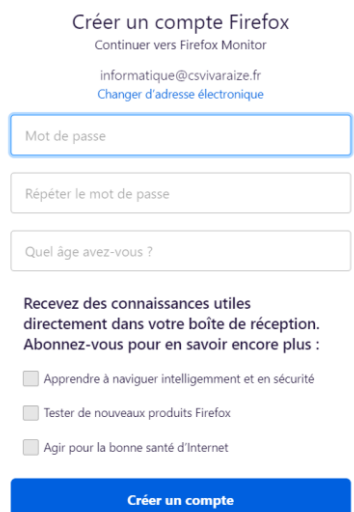 Créer un compte Firefox
Continuer vers Firefox Monitor
informatique@csvivaraize.fr
Changer d'adresse électronique
Mot de passe
Répéter le mot de passe
Quel âge avez-vous ?
Recevez des connaissances utiles
directement dans votre boîte de réception.
Abonnez-vous pour en savoir encore plus :
Apprendre à naviguer intelligemment et en sécurité
Tester de nouveaux produits Firefox
Agir pour la bonne santé d'Internet
Créer un compte